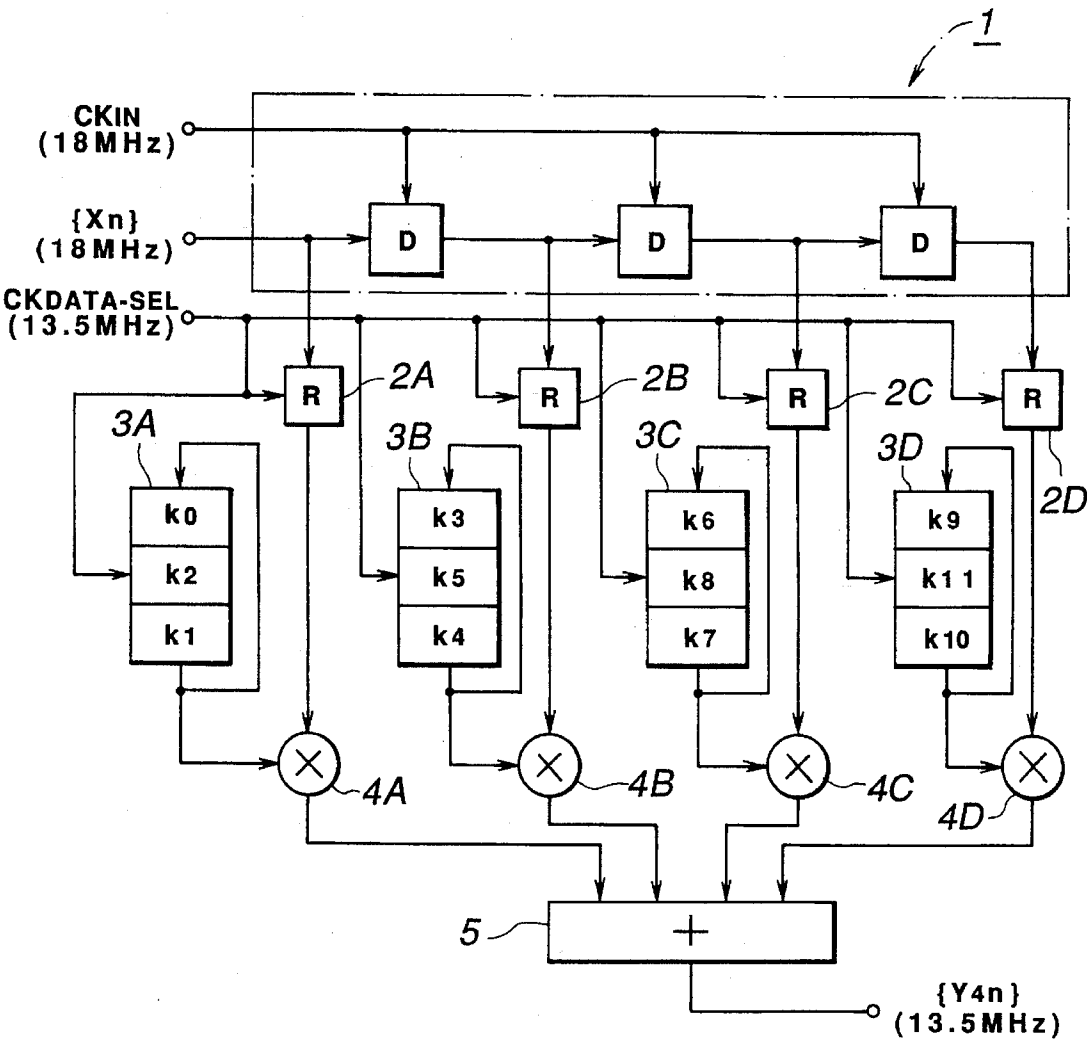 1
CKIN
(18MHz)
{Xn}
(18MHz)
D
D
D
CKDATA-SEL
(13.5MHz)
R
2A
R
2B
R
2C
R
2D
3A
3B
3C
3D
k0
k2
k1
k3
k5
k4
k6
k8
k7
k9
k11
k10
4A
4B
4C
4D
5
+
{Y4n}
(13.5MHz)